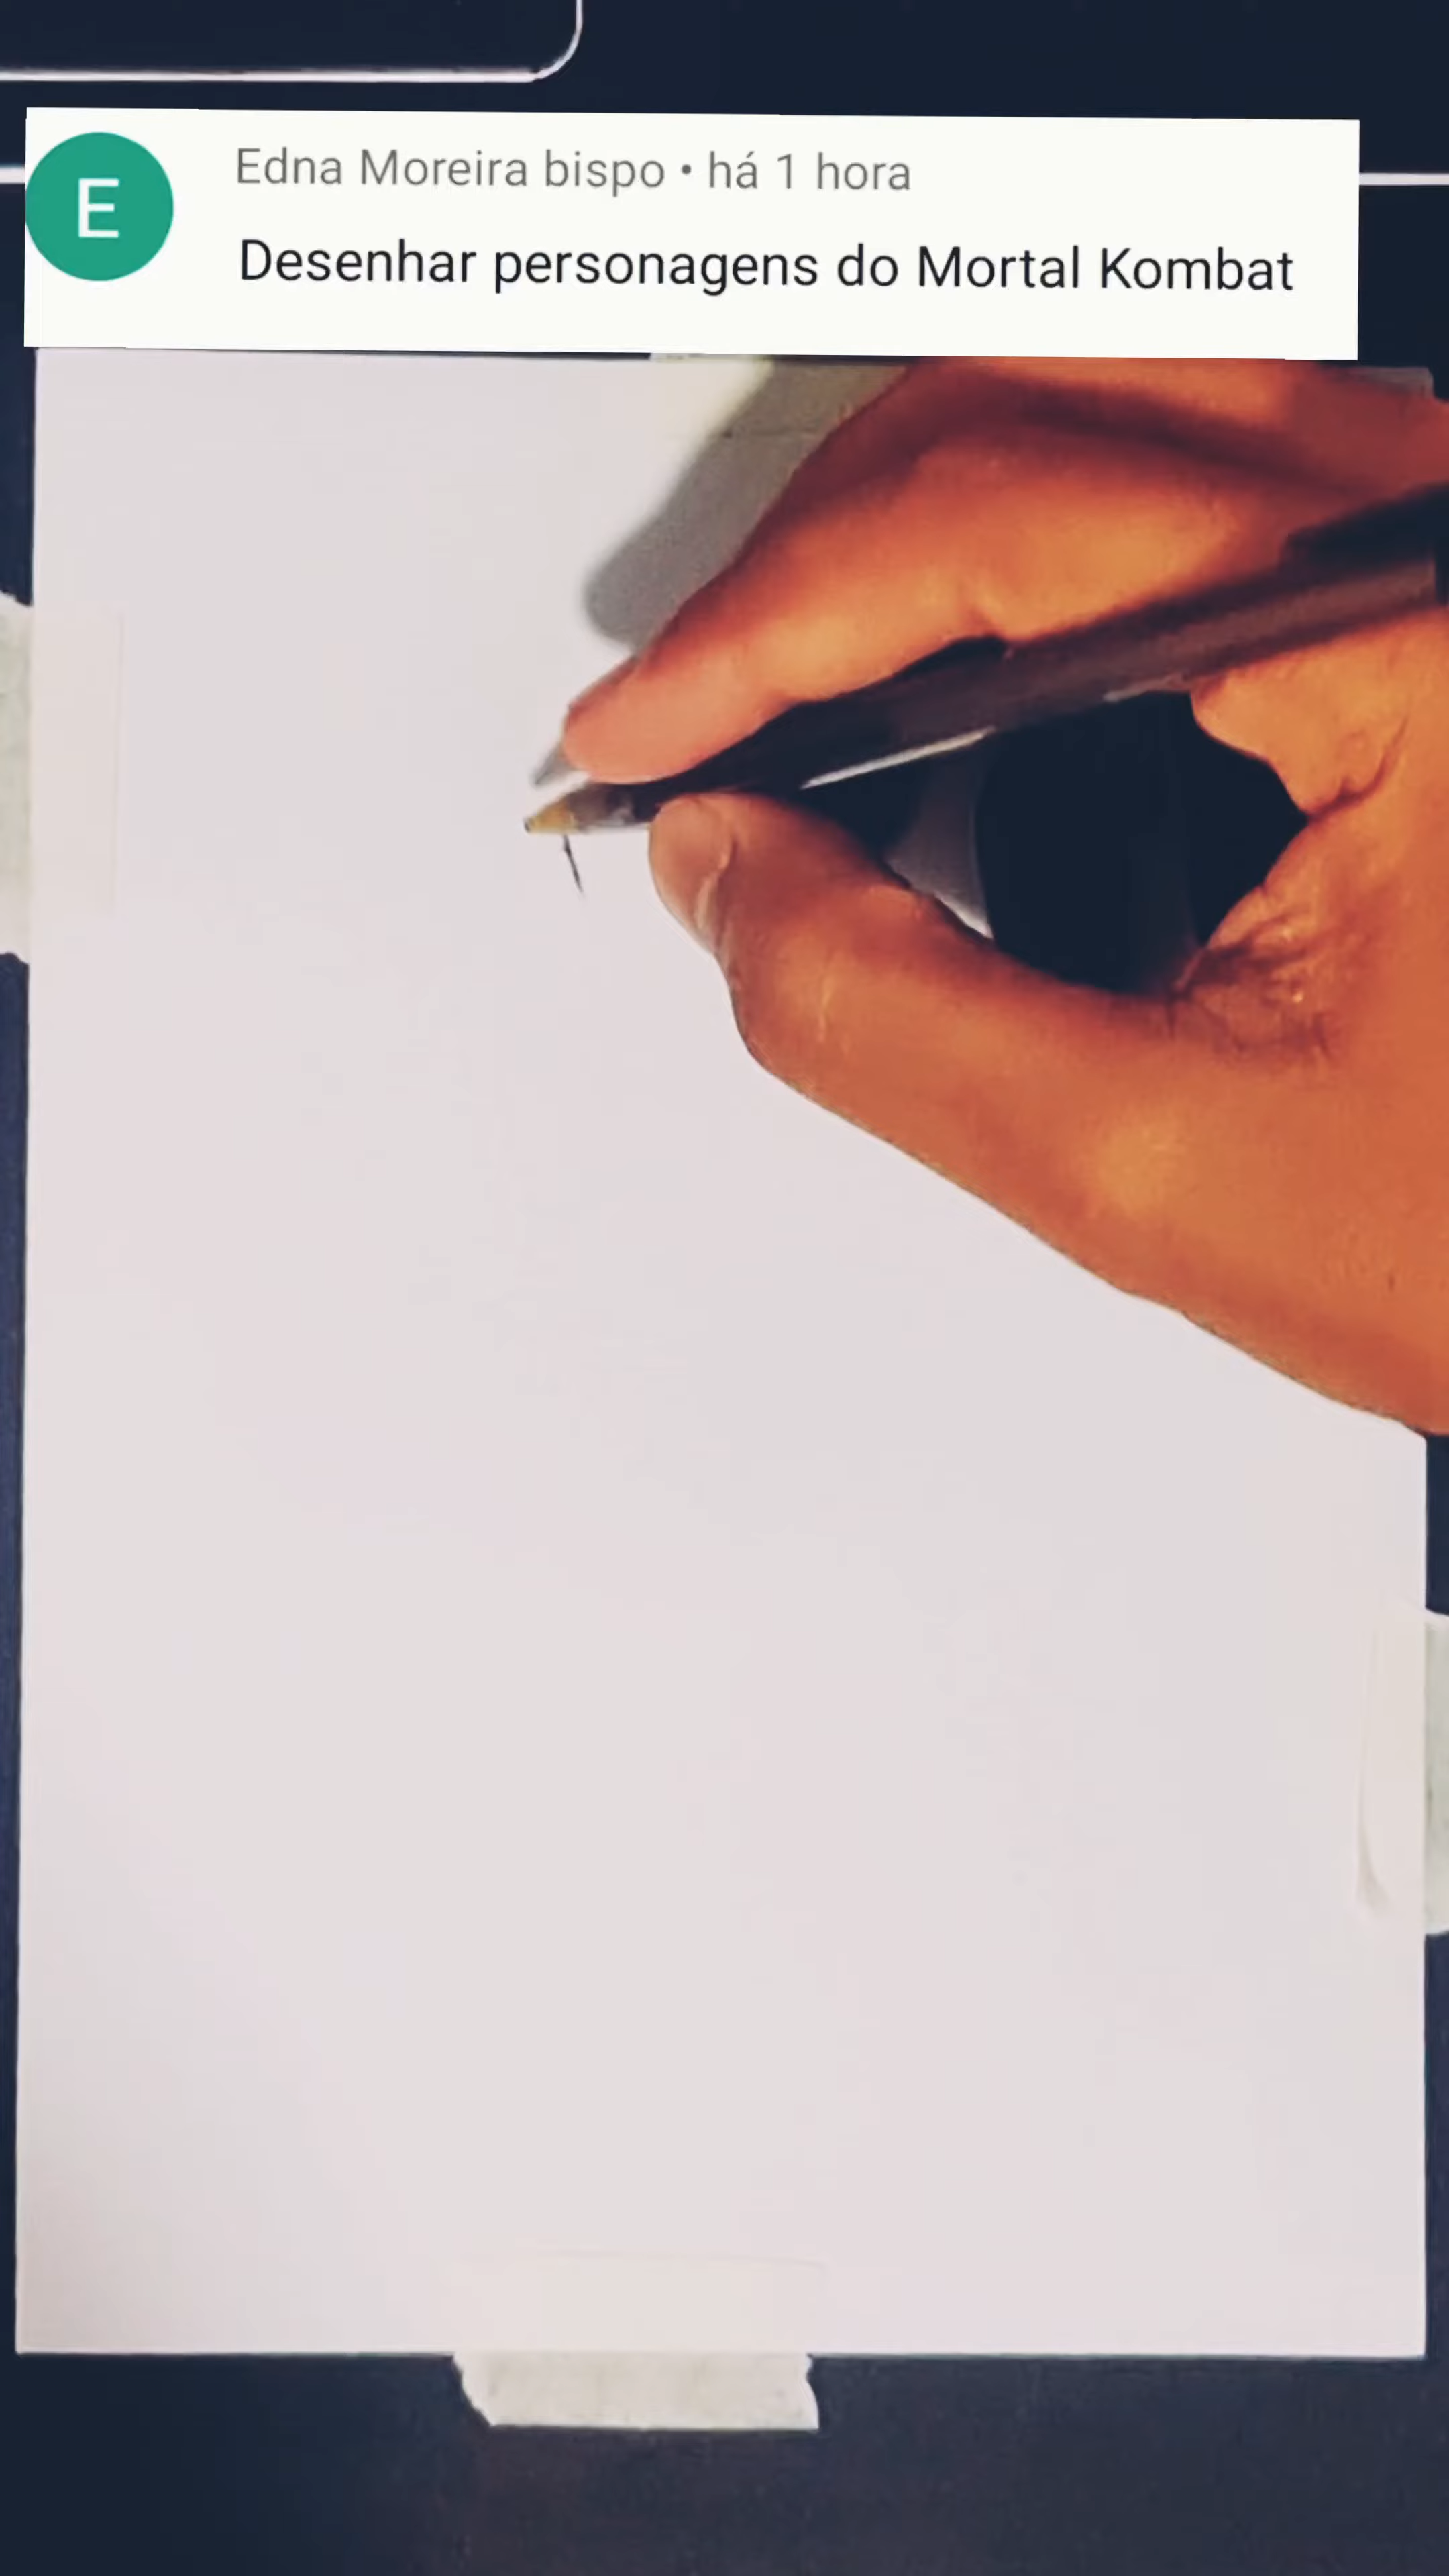 E
Edna Moreira bispo • há 1 hora
Desenhar personagens do Mortal Kombat